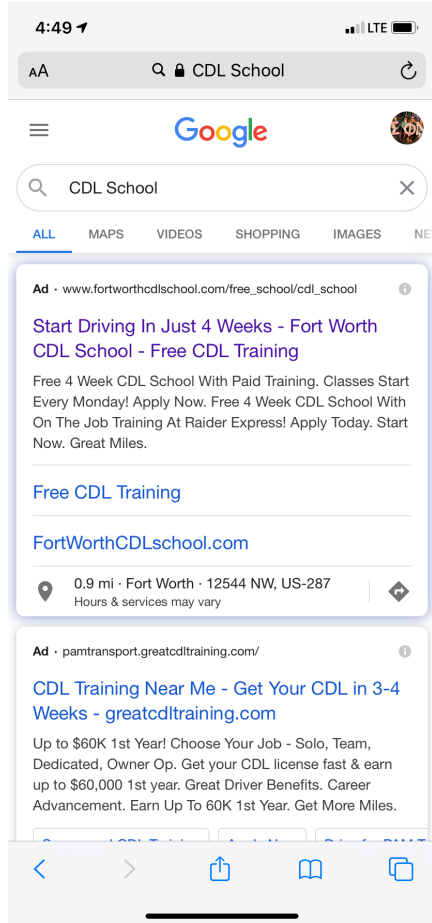 4:49 LTE
AA CDL School
Google
CDL School
ALL MAPS VIDEOS SHOPPING IMAGES
Ad · www.fortworthcdlschool.com/free_school/cdl_school
Start Driving In Just 4 Weeks - Fort Worth
CDL School - Free CDL Training
Free 4 Week CDL School With Paid Training. Classes Start
Every Monday! Apply Now. Free 4 Week CDL School With
On The Job Training At Raider Express! Apply Today. Start
Now. Great Miles.
Free CDL Training
FortWorthCDLschool.com
0.9 mi · Fort Worth · 12544 NW, US-287
Hours & services may vary
Ad · pamtransport.greatcdltraining.com/
CDL Training Near Me - Get Your CDL in 3-4
Weeks - greatcdltraining.com
Up to $60K 1st Year! Choose Your Job - Solo, Team,
Dedicated, Owner Op. Get your CDL license fast & earn
up to $60,000 1st year. Great Driver Benefits. Career
Advancement. Earn Up To 60K 1st Year. Get More Miles.